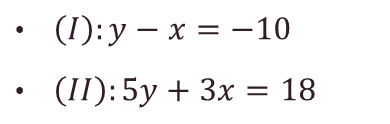 • (I): y − x = −10
• (II): 5y + 3x = 18